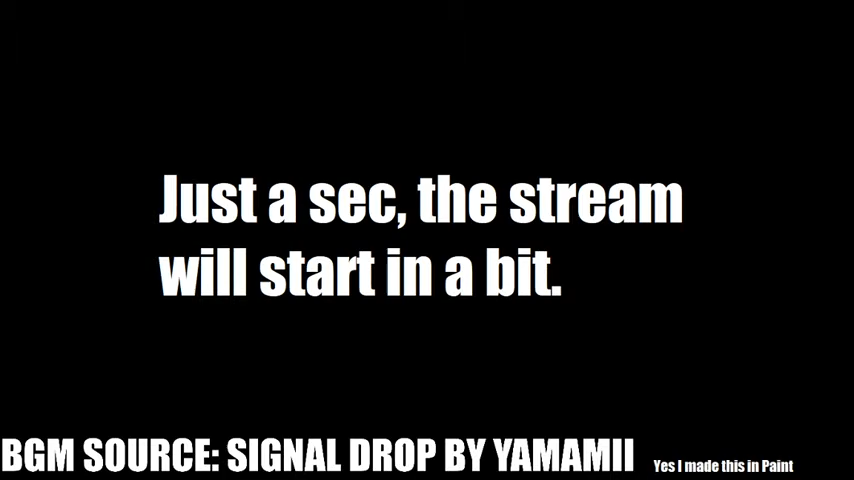 Just a sec, the stream
will start in a bit.
BGM SOURCE: SIGNAL DROP BY YAMAMII
Yes I made this in Paint